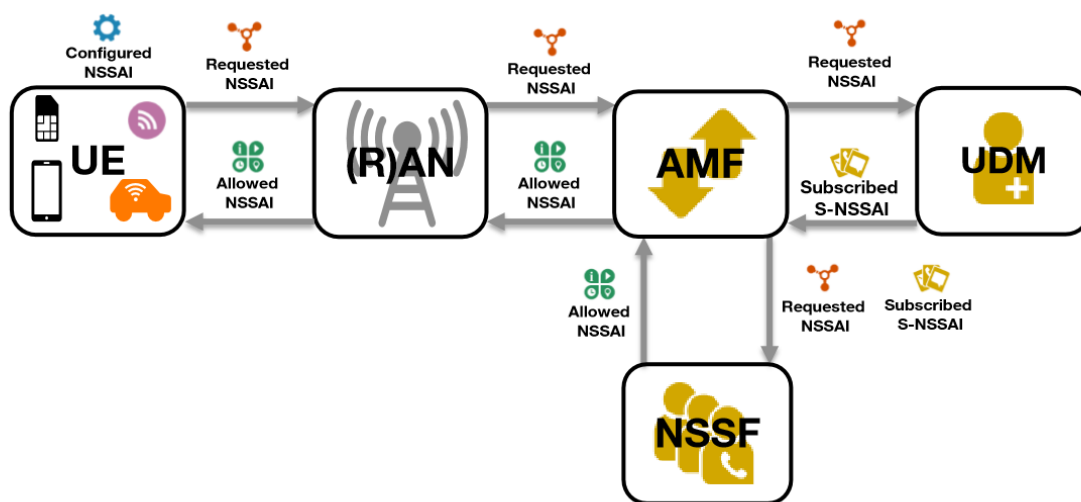 Configured
NSSAI
Requested
NSSAI
Requested
NSSAI
Requested
NSSAI
UE
(R)AN
AMF
UDM
Allowed
NSSAI
Allowed
NSSAI
Subscribed
S-NSSAI
Allowed
NSSAI
Requested
NSSAI
Subscribed
S-NSSAI
NSSF